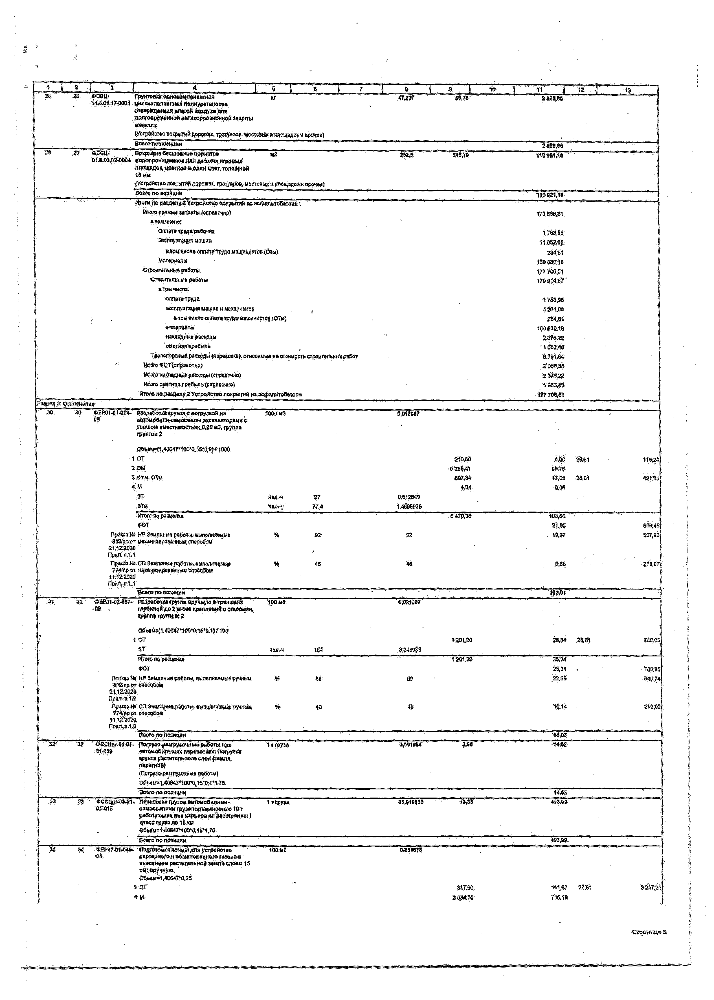 1 2 3 4 5 6 7 8 9 10 11 12 13
28 28 ФССЦ- Грунтовка однокомпонентная кг 47,337 59,76 2 828,86
14.4.01.17-0004 цинкнаполненная полиуретановая
отверждаемая влагой воздуха для
долговременной антикоррозионной защиты
металла
(Устройство покрытий дорожек, тротуаров, мостовых и площадок и прочее)
Всего по позиции 2 828,86
29 29 ФССЦ- Покрытие бесшовное пористое м2 232,5 515,79 119 921,18
01.6.03.02-0004 водопроницаемое для детских игровых
площадок, цветное в один цвет, толщиной
15 мм
(Устройство покрытий дорожек, тротуаров, мостовых и площадок и прочее)
Всего по позиции 119 921,18
Итоги по разделу 2 Устройство покрытий из асфальтобетона :
Итого прямые затраты (справочно) 173 666,81
в том числе:
Оплата труда рабочих 1 783,95
Эксплуатация машин 11 052,68
в том числе оплата труда машинистов (Отм) 284,61
Материалы 160 830,18
Строительные работы 177 706,51
Строительные работы 170 914,87
в том числе:
оплата труда 1 783,95
эксплуатация машин и механизмов 4 261,04
в том числе оплата труда машинистов (ОТм) 284,61
материалы 160 830,18
накладные расходы 2 376,22
сметная прибыль 1 663,48
Транспортные расходы (перевозка), относимые на стоимость строительных работ 6 791,64
Итого ФОТ (справочно) 2 068,56
Итого накладные расходы (справочно) 2 376,22
Итого сметная прибыль (справочно) 1 663,48
Итого по разделу 2 Устройство покрытий из асфальтобетона 177 706,51
Раздел 3. Озеленение
30 30 ФЕР01-01-014- Разработка грунта с погрузкой на 1000 м3 0,018987
05 автомобили-самосвалы экскаваторами с
ковшом вместимостью: 0,25 м3, группа
грунтов 2
Объем=(1,40647*100*0,15*0,9) / 1000
1 ОТ 210,60 4,00 28,81 115,24
2 ЭМ 5 255,41 99,78
3 в т.ч. ОТм 897,84 17,05 28,81 491,21
4 М 4,34 0,08
ЗТ чел.-ч 27 0,512649
ЗТм чел.-ч 77,4 1,4695938
Итого по расценке 5 470,35 103,86
ФОТ 21,05 606,45
Приказ № НР Земляные работы, выполняемые % 92 92 19,37 557,93
812/пр от механизированным способом
21.12.2020
Прил. п.1.1
Приказ № СП Земляные работы, выполняемые % 46 46 9,68 278,97
774/пр от механизированным способом
11.12.2020
Прил. п.1.1
Всего по позиции 132,91
31 31 ФЕР01-02-057- Разработка грунта вручную в траншеях 100 м3 0,021097
02 глубиной до 2 м без креплений с откосами,
группа грунтов: 2
Объем=(1,40647*100*0,15*0,1) / 100
1 ОТ 1 201,20 25,34 28,81 730,05
ЗТ чел.-ч 154 3,248938
Итого по расценке 1 201,20 25,34
ФОТ 25,34 730,05
Приказ № НР Земляные работы, выполняемые ручным % 89 89 22,55 649,74
812/пр от способом
21.12.2020
Прил. п.1.2
Приказ № СП Земляные работы, выполняемые ручным % 40 40 10,14 292,02
774/пр от способом
11.12.2020
Прил. п.1.2
Всего по позиции 58,03
32 32 ФССЦпг-01-01- Погрузо-разгрузочные работы при 1 т груза 3,691984 3,96 14,62
01-039 автомобильных перевозках: Погрузка
грунта растительного слоя (земля,
перегной)
(Погрузо-разгрузочные работы)
Объем=1,40647*100*0,15*0,1*1,75
Всего по позиции 14,62
33 33 ФССЦпг-03-21- Перевозка грузов автомобилями- 1 т груза 36,919838 13,38 493,99
01-015 самосвалами грузоподъемностью 10 т
работающих вне карьера на расстояние: I
класс груза до 15 км
Объем=1,40647*100*0,15*1,75
Всего по позиции 493,99
34 34 ФЕР47-01-046- Подготовка почвы для устройства 100 м2 0,351618
04 партерного и обыкновенного газона с
внесением растительной земли слоем 15
см: вручную
Объем=1,40647*0,25
1 ОТ 317,60 111,67 28,81 3 217,21
4 М 2 034,00 715,19
Страница 5